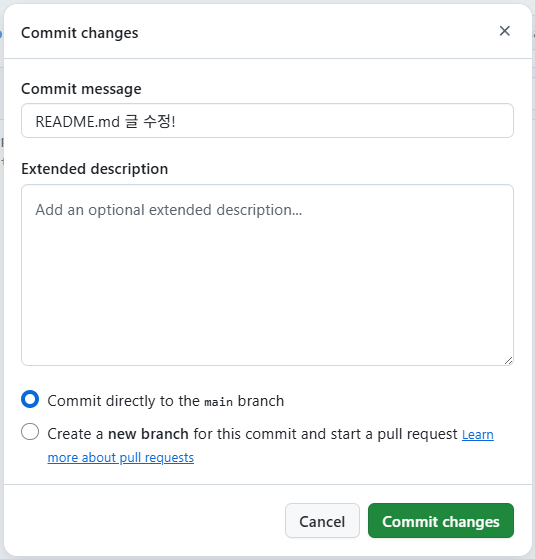 Commit changes
Commit message
README.md 글 수정!
Extended description
Add an optional extended description...
Commit directly to the main branch
Create a new branch for this commit and start a pull request Learn
more about pull requests
Cancel
Commit changes